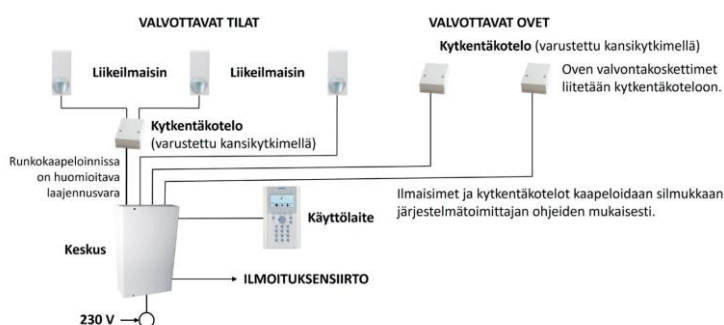 VALVOTTAVAT TILAT
VALVOTTAVAT OVET
Kytkentäkotelo (varustettu kansikytkimellä)
Liikeilmaisin
Liikeilmaisin
Oven valvontakoskettimet
liitetään kytkentäkoteloon.
Kytkentäkotelo
(varustettu kansikytkimellä)
Runkokaapeloinnissa
on huomioitava
laajennusvara
Ilmaisimet ja kytkentäkotelot kaapeloidaan silmukkaan
järjestelmätoimittajan ohjeiden mukaisesti.
Käyttölaite
Keskus
ILMOITUKSENSIIRTO
230 V